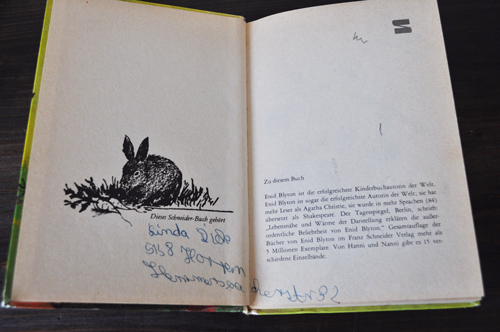 Dieses Schneider-Buch gehört
Linda
Zu diesem Buch
Enid Blyton ist die erfolgreichste Kinderbuchautorin der Welt.
Enid Blyton ist sogar die erfolgreichste Autorin der Welt, sie hat
mehr Leser als Agatha Christie, sie wurde in mehr Sprachen (84)
übersetzt als Shakespeare. Der Tagesspiegel, Berlin, schreibt:
„Lebensnähe und Wärme der Darstellung erklären die außer-
ordentliche Beliebtheit von Enid Blyton.“ Gesamtauflage der
Bücher von Enid Blyton im Franz Schneider Verlag mehr als
5 Millionen Exemplare. Von Hanni und Nanni gibt es 15 ver-
schiedene Einzelbände.